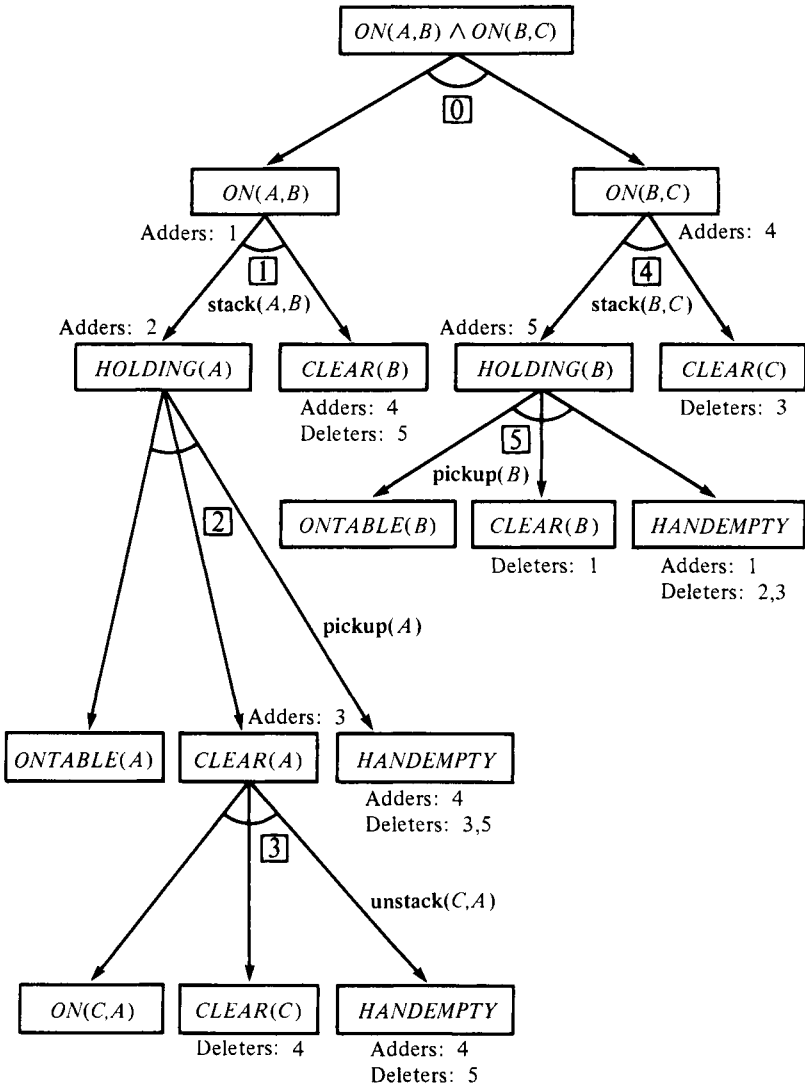 ON(A,B) ∧ ON(B,C)
0
ON(A,B)
ON(B,C)
Adders: 1
Adders: 4
1
4
stack(A,B)
stack(B,C)
Adders: 2
Adders: 5
HOLDING(A)
CLEAR(B)
HOLDING(B)
CLEAR(C)
Adders: 4
Deleters: 5
Deleters: 3
5
pickup(B)
2
ONTABLE(B)
CLEAR(B)
HANDEMPTY
Deleters: 1
Adders: 1
Deleters: 2,3
pickup(A)
Adders: 3
ONTABLE(A)
CLEAR(A)
HANDEMPTY
Adders: 4
Deleters: 3,5
3
unstack(C,A)
ON(C,A)
CLEAR(C)
HANDEMPTY
Deleters: 4
Adders: 4
Deleters: 5